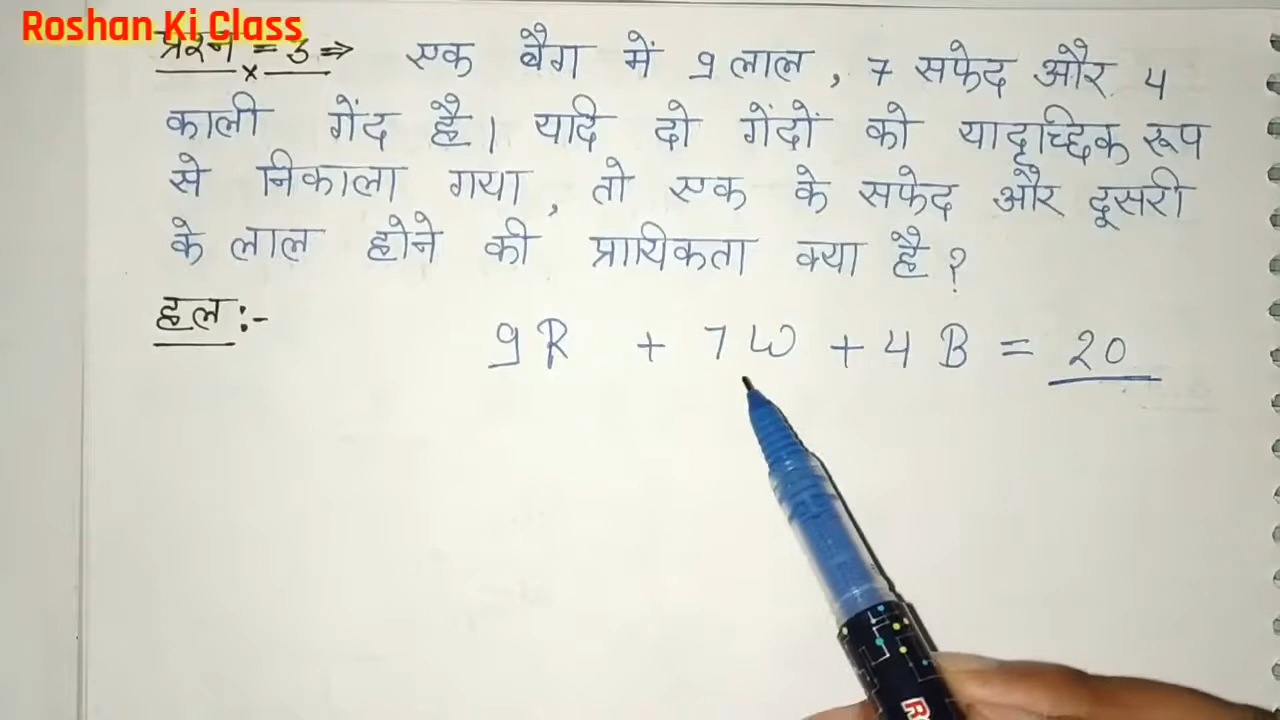 Roshan Ki Class
प्रश्न = 3 ⇒ एक बैग में 9 लाल , 7 सफेद और 4
काली गेंद है। यदि दो गेंदों को यादृच्छिक रूप
से निकाला गया , तो एक के सफेद और दूसरी
के लाल होने की प्रायिकता क्या है ?
हल :-
9R + 7W + 4B = 20